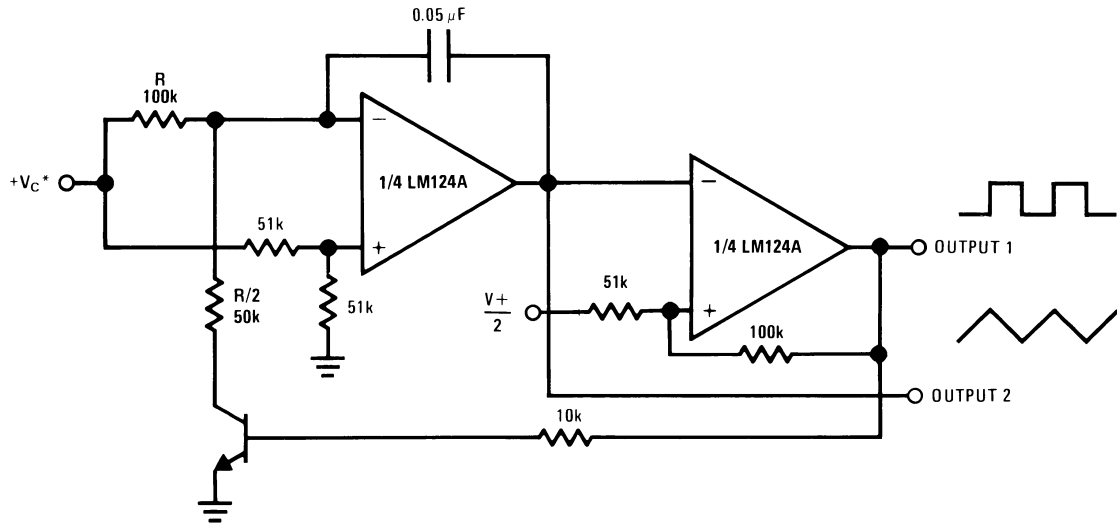 0.05 µF
R
100k
−
1/4 LM124A
+VC*
51k
+
51k
R/2
50k
−
1/4 LM124A
OUTPUT 1
51k
V+
2
+
100k
OUTPUT 2
10k